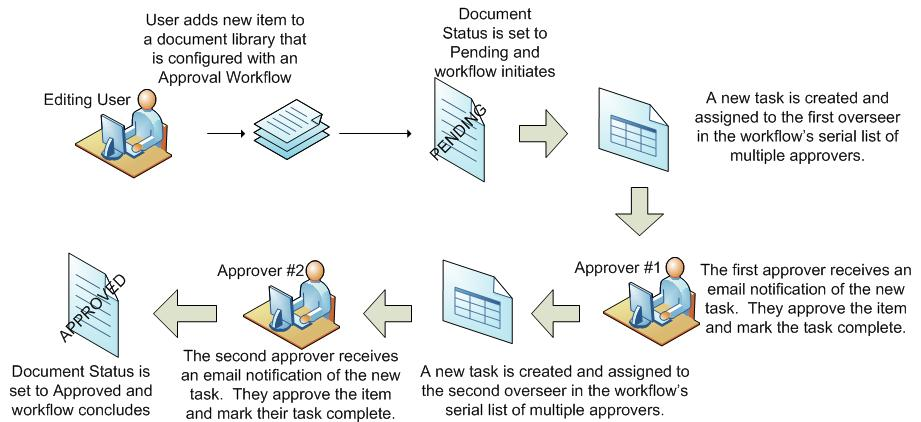 User adds new item to
a document library that
is configured with an
Approval Workflow
Editing User
Document
Status is set to
Pending and
workflow initiates
PENDING
A new task is created and
assigned to the first overseer
in the workflow's serial list of
multiple approvers.
Approver #1
The first approver receives an
email notification of the new
task.  They approve the item
and mark the task complete.
A new task is created and assigned to
the second overseer in the workflow's
serial list of multiple approvers.
Approver #2
The second approver receives
an email notification of the new
task.  They approve the item
and mark their task complete.
APPROVED
Document Status is
set to Approved and
workflow concludes